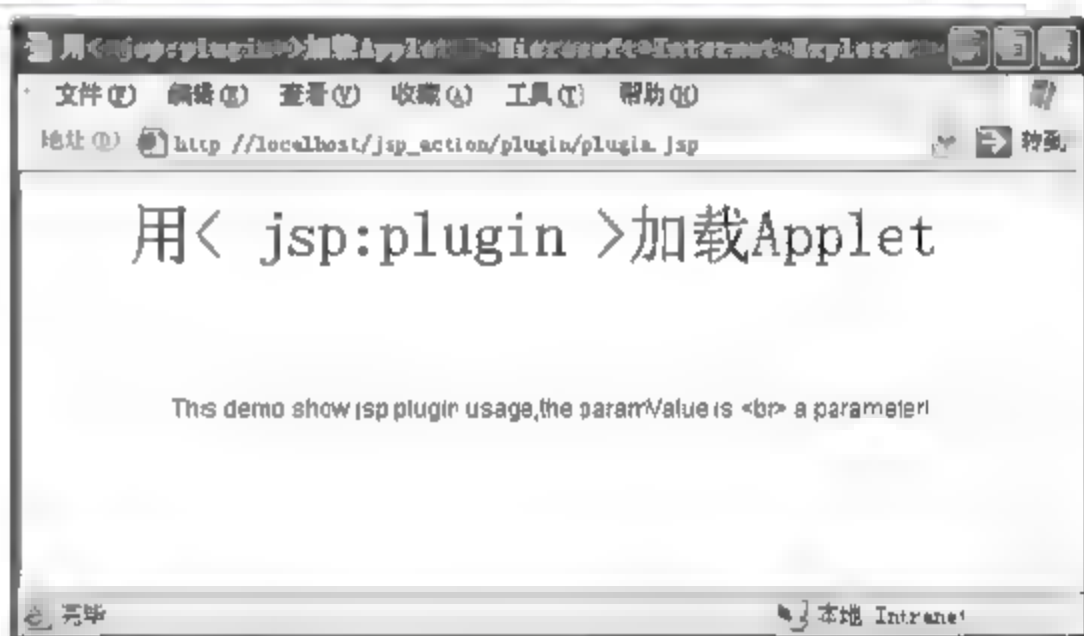 用< jsp:plugin >加载Applet - Microsoft Internet Explorer
文件(F) 编辑(E) 查看(V) 收藏(A) 工具(T) 帮助(H)
地址(D) http://localhost/jsp_action/plugin/plugin.jsp 转到
用< jsp:plugin >加载Applet
This demo show jsp plugin usage,the paramValue is <br> a parameter!
完毕 本地 Intranet